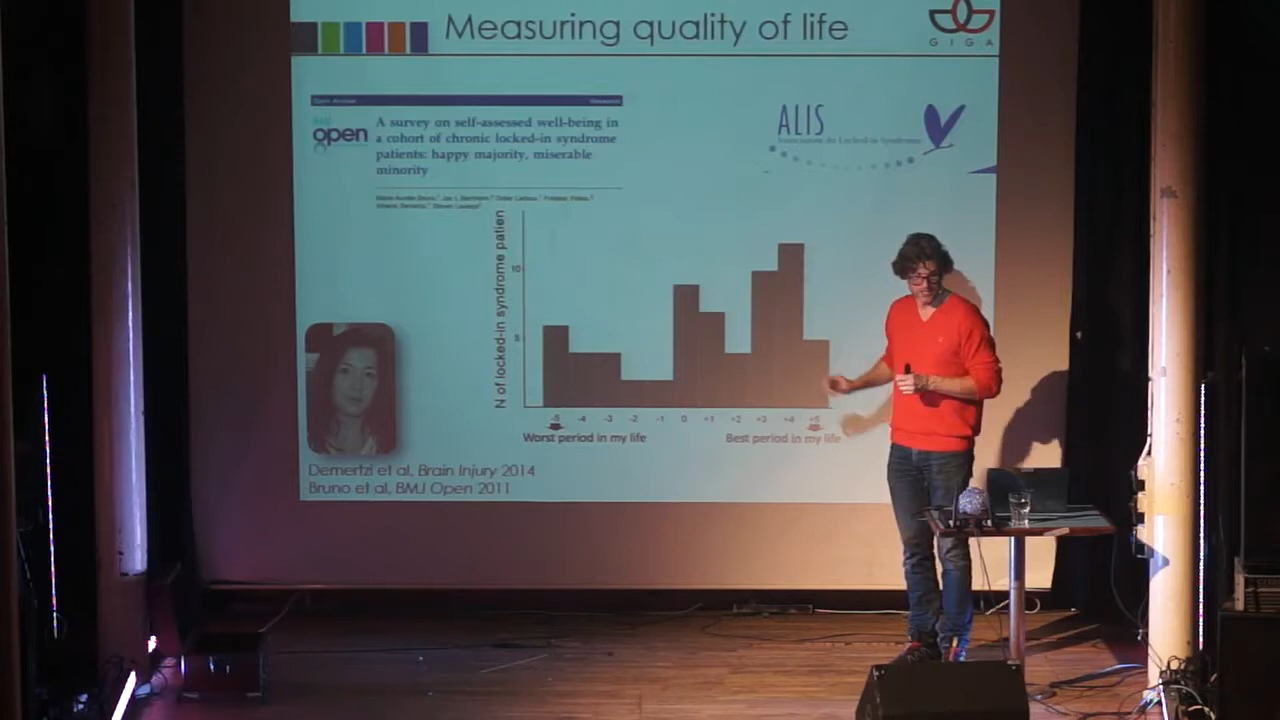 Measuring quality of life
GIGA
Open Access
Research
open
A survey on self-assessed well-being in
a cohort of chronic locked-in syndrome
patients: happy majority, miserable
minority
ALIS
N of locked-in syndrome patien
10
5
-5 -4 -3 -2 -1 0 +1 +2 +3 +4 +5
Worst period in my life
Best period in my life
Demertzi et al, Brain Injury 2014
Bruno et al, BMJ Open 2011